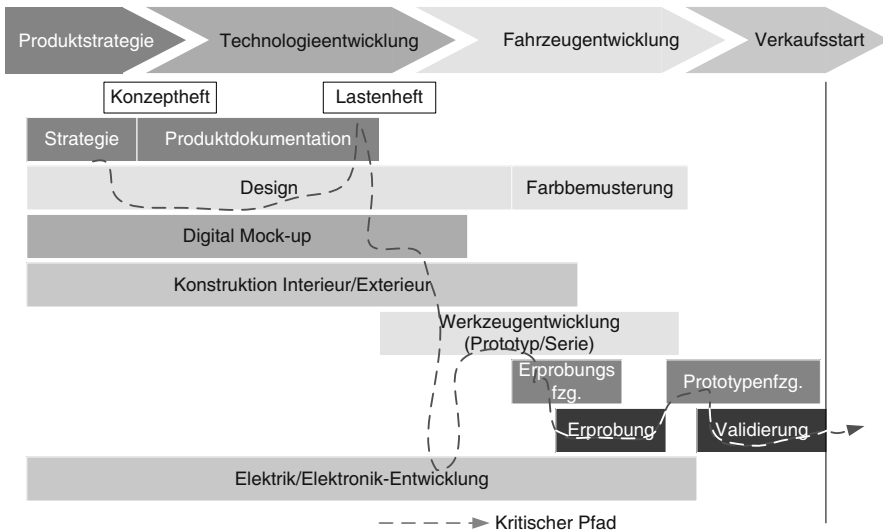 Produktstrategie
Technologieentwicklung
Fahrzeugentwicklung
Verkaufsstart
Konzeptheft
Lastenheft
Strategie
Produktdokumentation
Design
Farbbemusterung
Digital Mock-up
Konstruktion Interieur/Exterieur
Werkzeugentwicklung
(Prototyp/Serie)
Erprobungs
fzg.
Prototypenfzg.
Erprobung
Validierung
Elektrik/Elektronik-Entwicklung
Kritischer Pfad